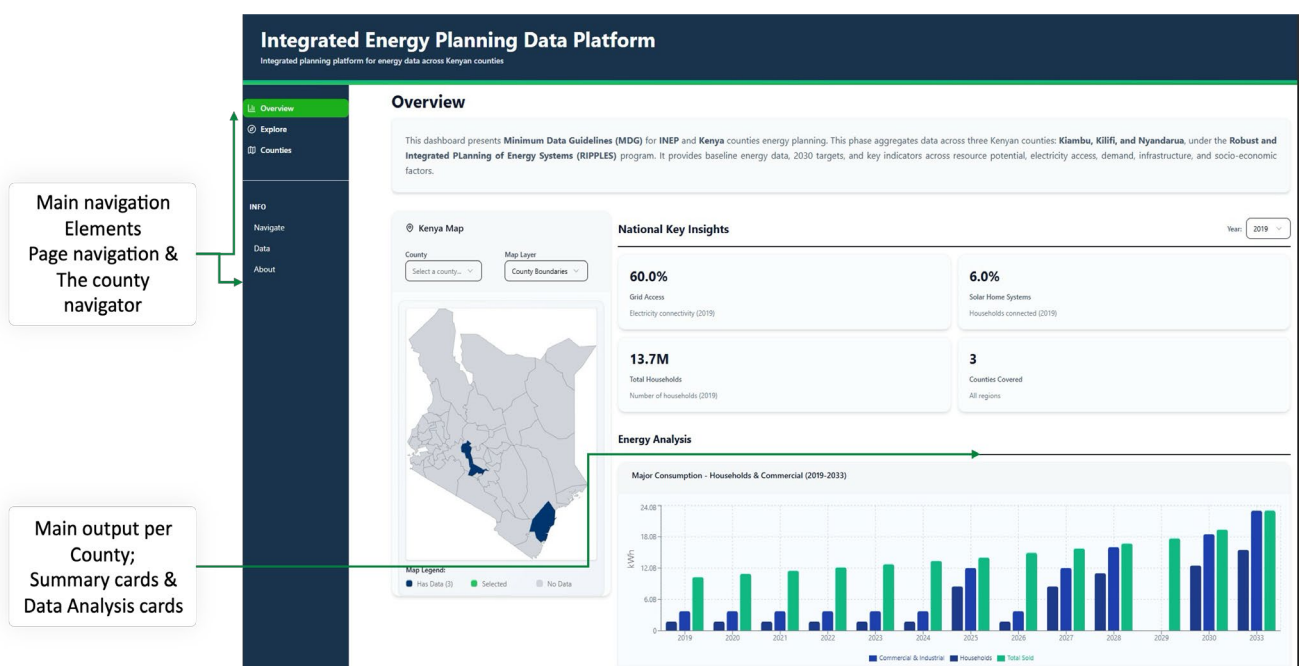 Integrated Energy Planning Data Platform
Integrated planning platform for energy data across Kenyan counties
Overview
Explore
Counties
INFO
Navigate
Data
About
Main navigation
Elements
Page navigation &
The county
navigator
Main output per
County;
Summary cards &
Data Analysis cards
Overview
This dashboard presents Minimum Data Guidelines (MDG) for INEP and Kenya counties energy planning. This phase aggregates data across three Kenyan counties: Kiambu, Kilifi, and Nyandarua, under the Robust and
Integrated PLanning of Energy Systems (RIPPLES) program. It provides baseline energy data, 2030 targets, and key indicators across resource potential, electricity access, demand, infrastructure, and socio-economic
factors.
Kenya Map
County Map Layer
Select a county... County Boundaries
Map Legend:
Has Data (3) Selected No Data
National Key Insights
Year: 2019
60.0%
Grid Access
Electricity connectivity (2019)
6.0%
Solar Home Systems
Households connected (2019)
13.7M
Total Households
Number of households (2019)
3
Counties Covered
All regions
Energy Analysis
Major Consumption - Households & Commercial (2019-2033)
kWh
24.0B
18.0B
12.0B
6.0B
0
2019 2020 2021 2022 2023 2024 2025 2026 2027 2028 2029 2030 2033
Commercial & Industrial Households Total Sold